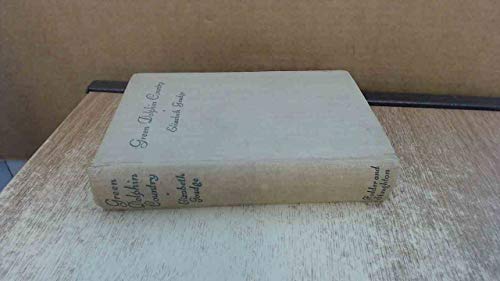 Green Dolphin Country
Elizabeth Goudge
Green
Dolphin
Country
Elizabeth
Goudge
Hodder and
Stoughton